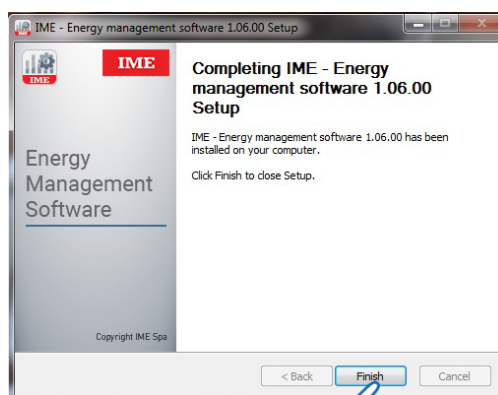 IME - Energy management software 1.06.00 Setup
IME
IME
Energy
Management
Software
Copyright IME Spa
Completing IME - Energy
management software 1.06.00
Setup
IME - Energy management software 1.06.00 has been
installed on your computer.
Click Finish to close Setup.
< Back
Finish
Cancel